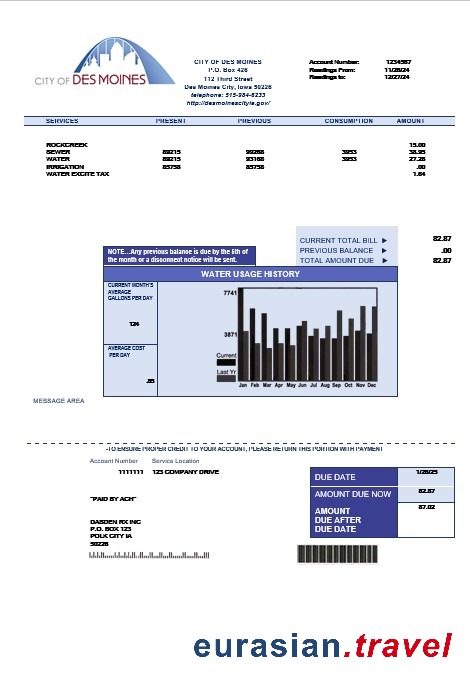 CITY OF DES MOINES
CITY OF DES MOINES
P.O. Box 426
112 Third Street
Des Moines City, Iowa 50226
telephone: 515-984-6233
http://desmoinescityia.gov/
Account Number: 1234567
Readings From: 11/26/24
Readings to: 12/27/24
SERVICES PRESENT PREVIOUS CONSUMPTION AMOUNT
ROCKCREEK 15.00
SEWER 89215 93268 3953 38.95
WATER 89215 93168 3953 27.28
IRRIGATION 85758 85758 .00
WATER EXCITE TAX 1.64
CURRENT TOTAL BILL 82.87
PREVIOUS BALANCE .00
TOTAL AMOUNT DUE 82.87
NOTE...Any previous balance is due by the 6th of
the month or a disconnect notice will be sent.
WATER USAGE HISTORY
CURRENT MONTH'S
AVERAGE
GALLONS PER DAY
124
AVERAGE COST
PER DAY
.85
7741
3871
Current
Last Yr
Jan Feb Mar Apr May Jun Jul Aug Sep Oct Nov Dec
MESSAGE AREA
-TO ENSURE PROPER CREDIT TO YOUR ACCOUNT, PLEASE RETURN THIS PORTION WITH PAYMENT
Account Number Service Location
1111111 123 COMPANY DRIVE
"PAID BY ACH"
DABDEN RX INC
P.O. BOX 123
POLK CITY IA
50226
DUE DATE 1/26/25
AMOUNT DUE NOW 82.87
AMOUNT
DUE AFTER
DUE DATE
87.02
eurasian.travel